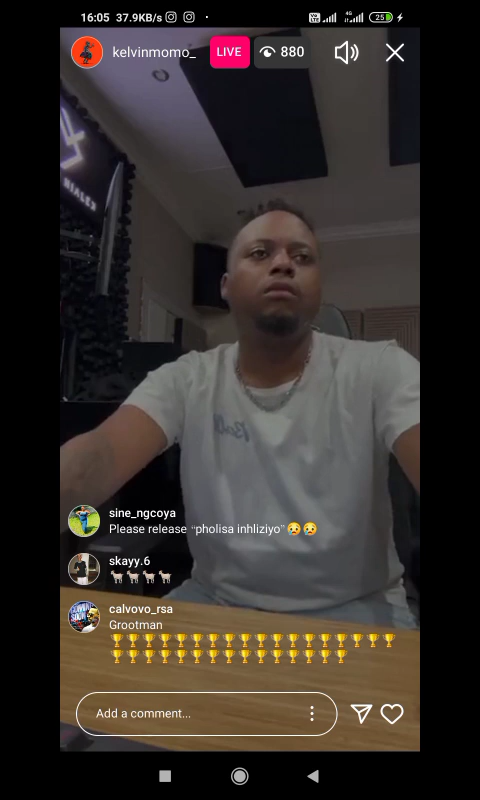 16:05 37.9KB/s
4G
25
kelvinmomo_ LIVE 880
sine_ngcoya
Please release “pholisa inhliziyo”😢😢
skayy.6
🐐🐐🐐🐐
calvovo_rsa
Grootman
🏆🏆🏆🏆🏆🏆🏆🏆🏆🏆🏆🏆🏆🏆🏆🏆🏆🏆
🏆🏆🏆🏆🏆🏆🏆🏆🏆🏆🏆🏆🏆🏆🏆
Add a comment...